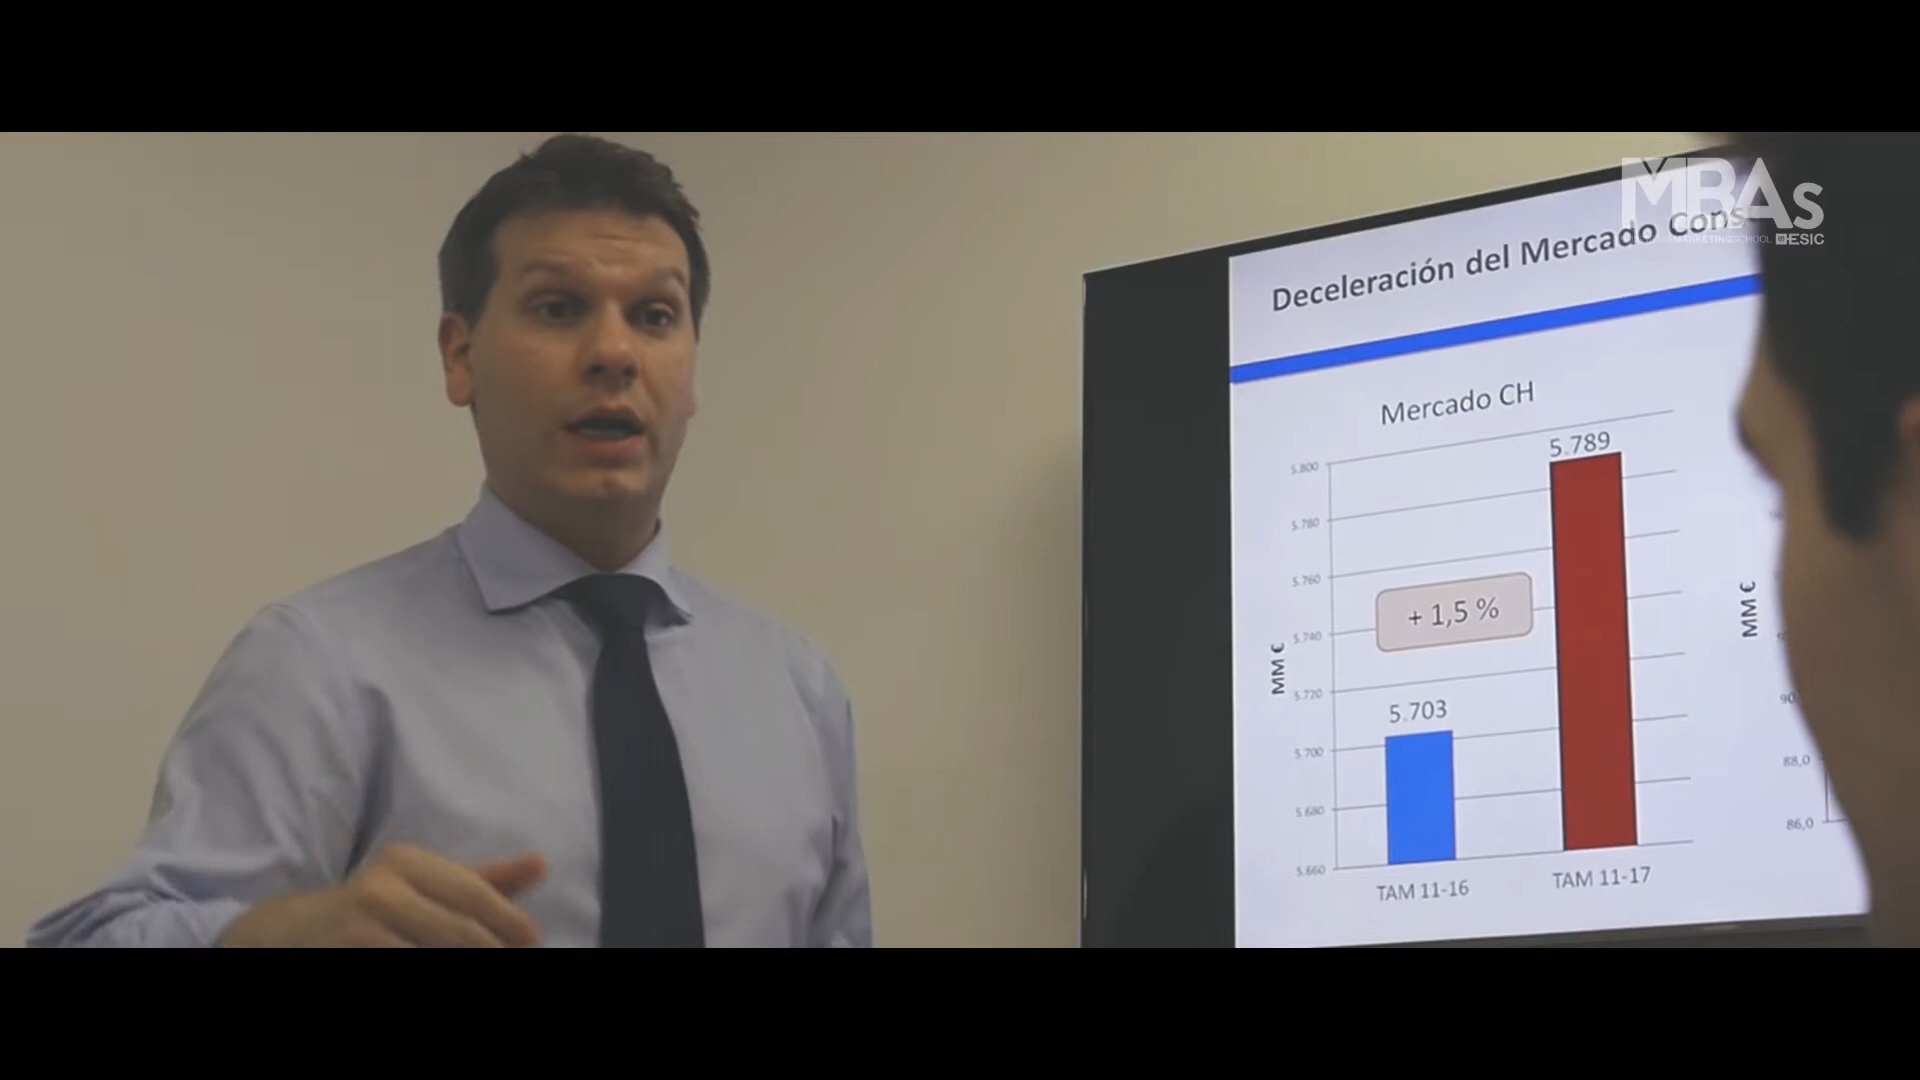 MBAs
MARKETING SCHOOL ESIC
Deceleración del Mercado Cons
Mercado CH
5.800
5.780
5.760
5.740
5.720
5.700
5.680
5.660
MM €
5.703
5.789
+ 1,5 %
TAM 11-16
TAM 11-17
MM €
90,
88,0
86,0